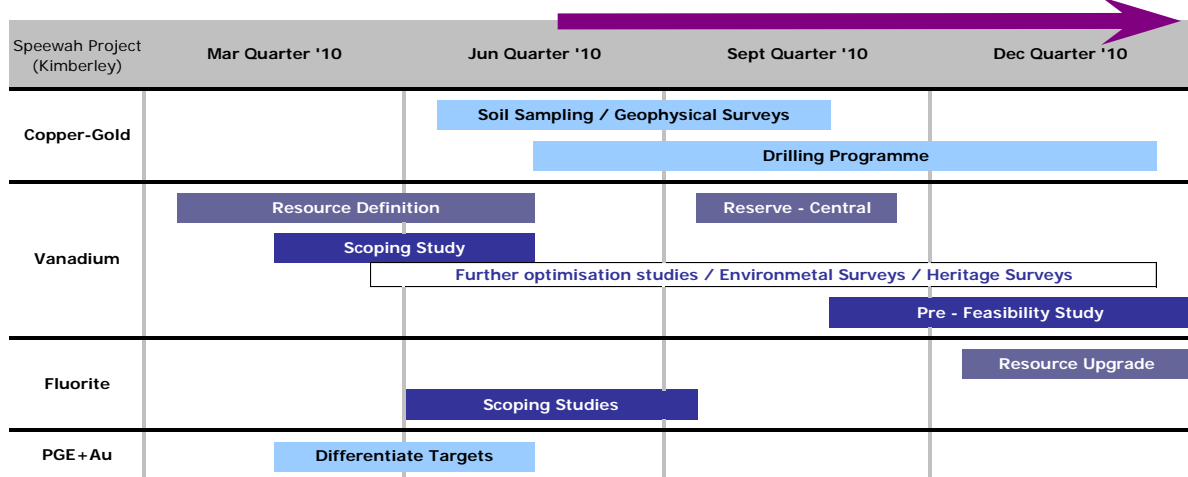 Speewah Project
(Kimberley)
Mar Quarter '10
Jun Quarter '10
Sept Quarter '10
Dec Quarter '10
Copper-Gold
Soil Sampling / Geophysical Surveys
Drilling Programme
Vanadium
Resource Definition
Reserve - Central
Scoping Study
Further optimisation studies / Environmetal Surveys / Heritage Surveys
Pre - Feasibility Study
Fluorite
Resource Upgrade
Scoping Studies
PGE+Au
Differentiate Targets